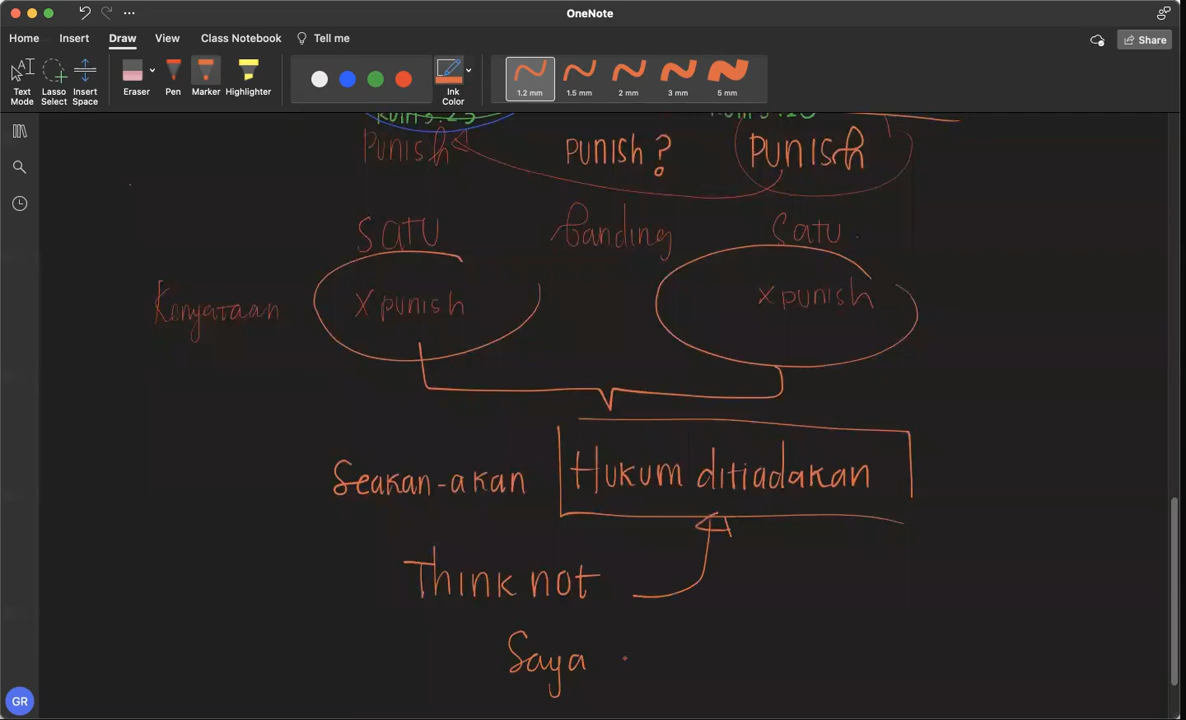 OneNote
Home Insert Draw View Class Notebook Tell me
Share
Text Mode
Lasso Select
Insert Space
Eraser
Pen
Marker
Highlighter
Ink Color
1.2 mm
1.5 mm
2 mm
3 mm
5 mm
Punish PUNISH? PUNISH
SATU banding Satu
Kenyataan X punish X punish
Seakan-akan Hukum ditiadakan
Think not
Saya
GR